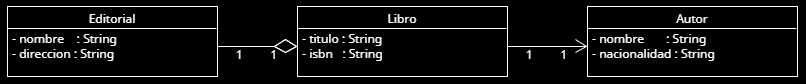 Editorial
- nombre : String
- direccion : String
1 1
Libro
- titulo : String
- isbn : String
1 1
Autor
- nombre : String
- nacionalidad : String